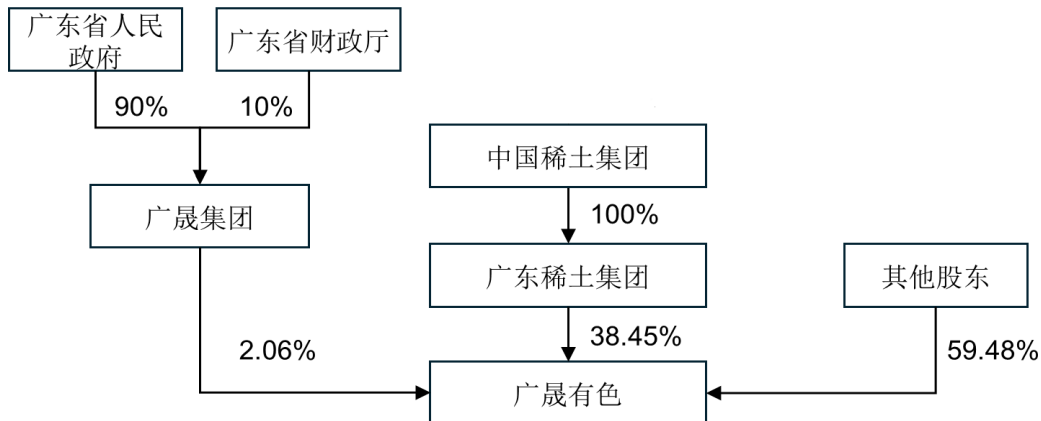 广东省人民
政府
广东省财政厅
90%
10%
中国稀土集团
100%
广晟集团
广东稀土集团
其他股东
2.06%
38.45%
59.48%
广晟有色